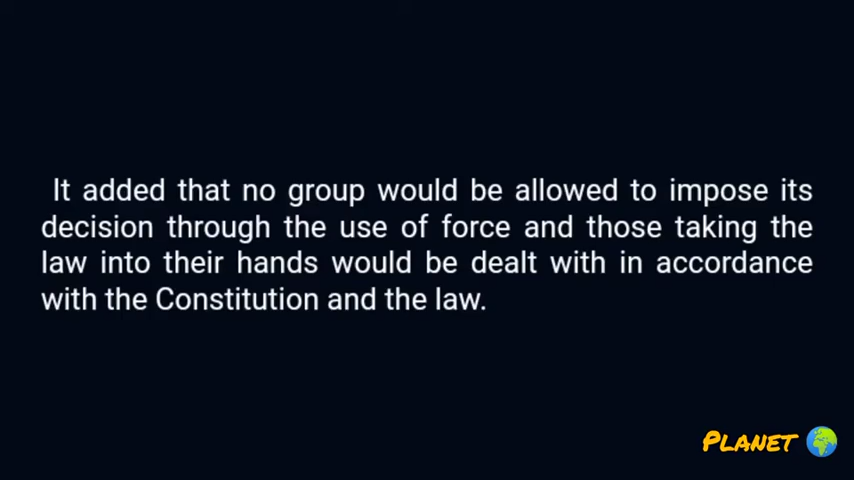 It added that no group would be allowed to impose its
decision through the use of force and those taking the
law into their hands would be dealt with in accordance
with the Constitution and the law.
PLANET